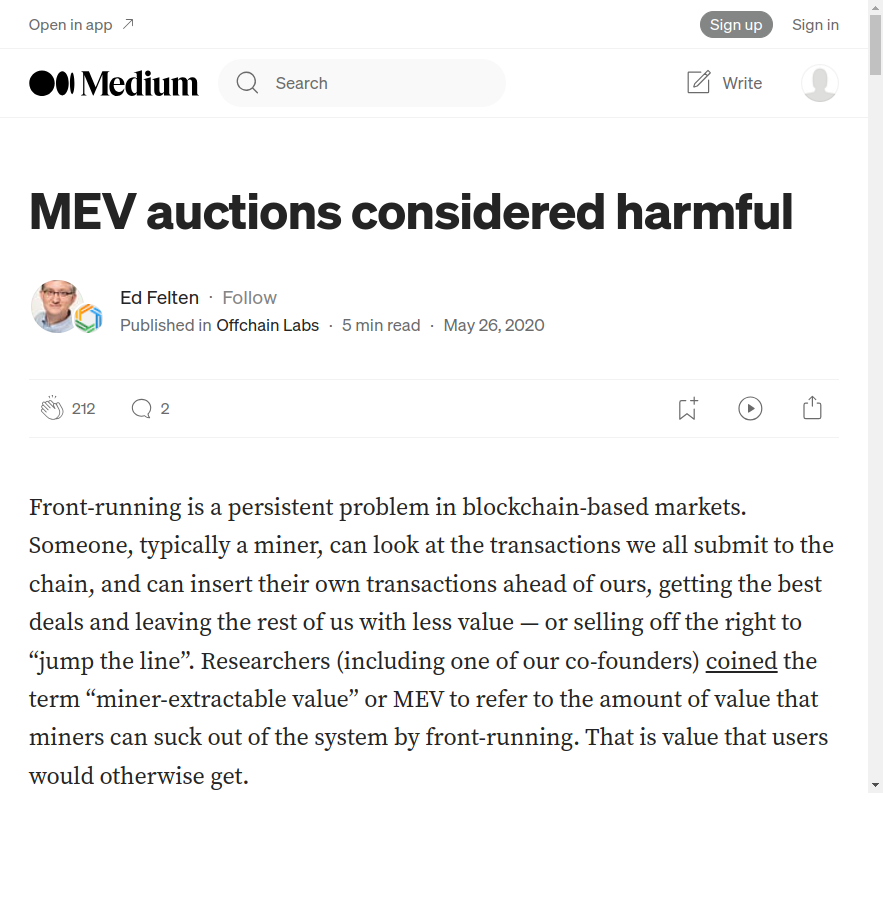 Open in app
Sign up
Sign in
Medium
Search
Write
MEV auctions considered harmful
Ed Felten · Follow
Published in Offchain Labs · 5 min read · May 26, 2020
212
2
Front-running is a persistent problem in blockchain-based markets.
Someone, typically a miner, can look at the transactions we all submit to the
chain, and can insert their own transactions ahead of ours, getting the best
deals and leaving the rest of us with less value — or selling off the right to
“jump the line”. Researchers (including one of our co-founders) coined the
term “miner-extractable value” or MEV to refer to the amount of value that
miners can suck out of the system by front-running. That is value that users
would otherwise get.